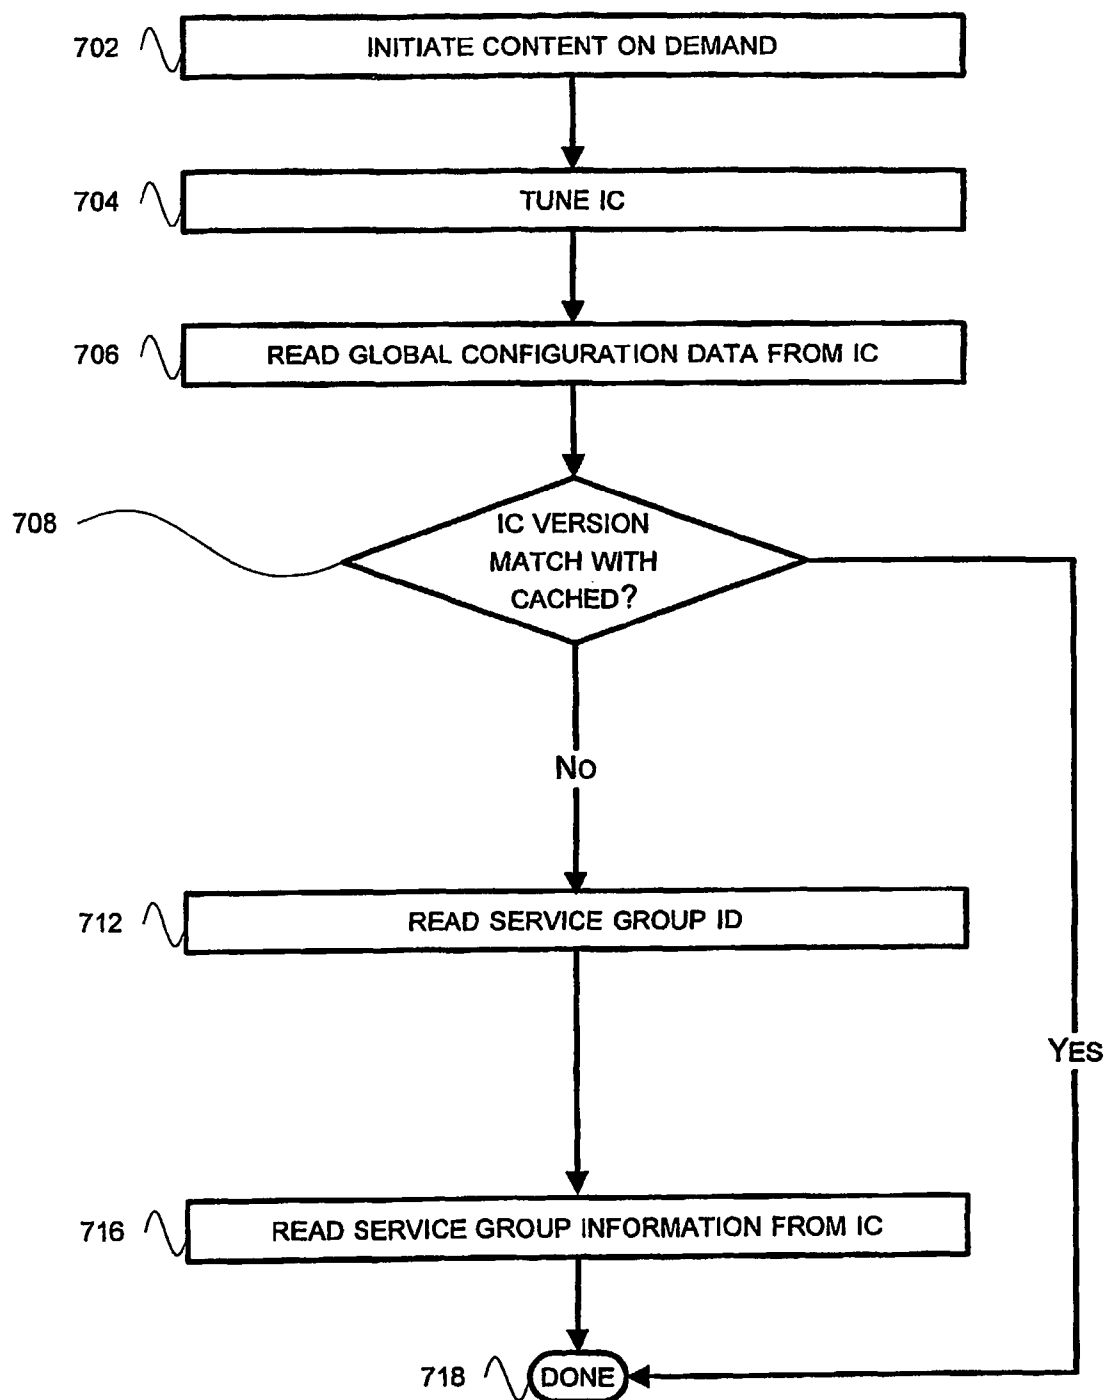 702 INITIATE CONTENT ON DEMAND
704 TUNE IC
706 READ GLOBAL CONFIGURATION DATA FROM IC
708
IC VERSION
MATCH WITH
CACHED?
NO
712 READ SERVICE GROUP ID
YES
716 READ SERVICE GROUP INFORMATION FROM IC
718 DONE